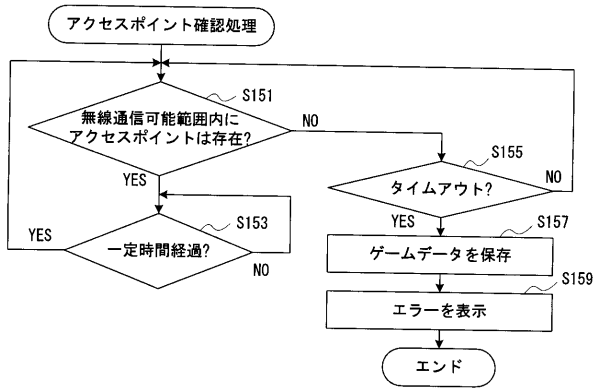 アクセスポイント確認処理
S151
無線通信可能範囲内に
アクセスポイントは存在?
NO
YES
S153
一定時間経過?
YES
NO
S155
タイムアウト?
NO
YES
S157
ゲームデータを保存
S159
エラーを表示
エンド